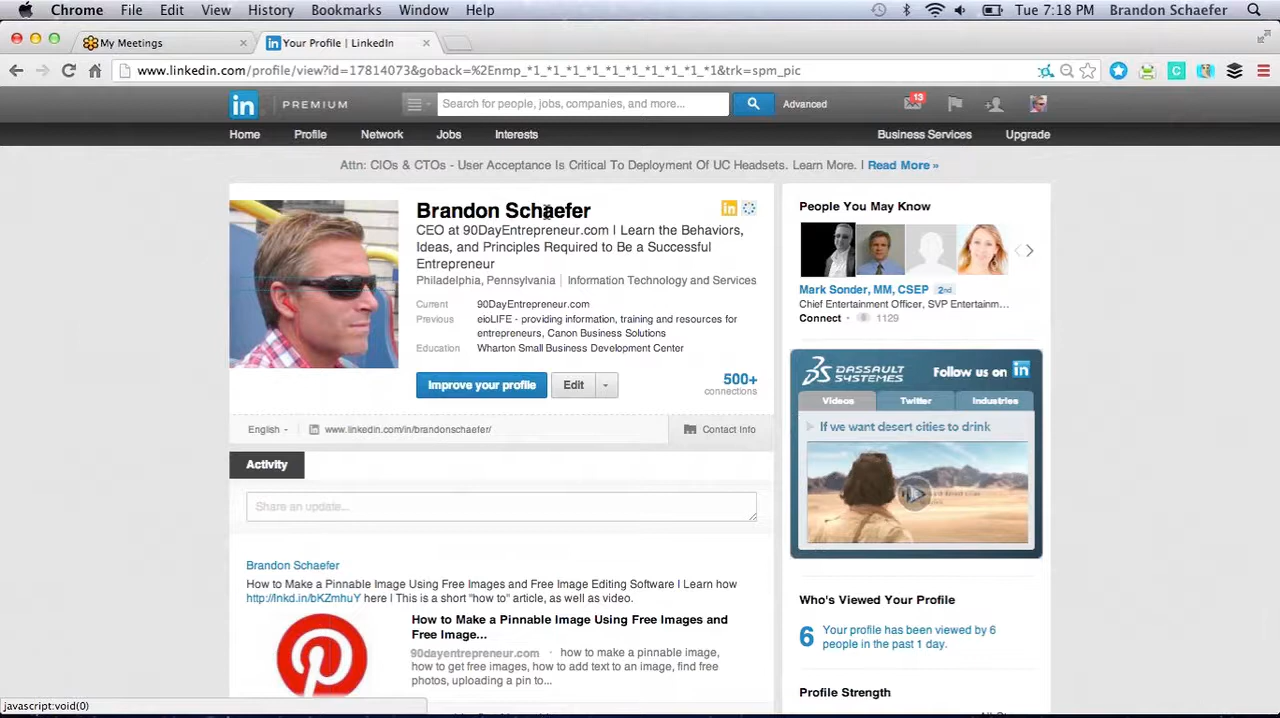 Chrome File Edit View History Bookmarks Window Help Tue 7:18 PM Brandon Schaefer
My Meetings Your Profile | LinkedIn
www.linkedin.com/profile/view?id=17814073&goback=%2Enmp_*1_*1_*1_*1_*1_*1_*1_*1_*1_*1&trk=spm_pic
in PREMIUM Search for people, jobs, companies, and more... Advanced 13
Home Profile Network Jobs Interests Business Services Upgrade
Attn: CIOs & CTOs - User Acceptance Is Critical To Deployment Of UC Headsets. Learn More. | Read More »
Brandon Schaefer
CEO at 90DayEntrepreneur.com | Learn the Behaviors,
Ideas, and Principles Required to Be a Successful
Entrepreneur
Philadelphia, Pennsylvania | Information Technology and Services
Current 90DayEntrepreneur.com
Previous eioLIFE - providing information, training and resources for
entrepreneurs, Canon Business Solutions
Education Wharton Small Business Development Center
Improve your profile Edit 500+
connections
English www.linkedin.com/in/brandonschaefer/ Contact Info
Activity
Share an update...
Brandon Schaefer
How to Make a Pinnable Image Using Free Images and Free Image Editing Software | Learn how
http://lnkd.in/bKZmhuY here | This is a short "how to" article, as well as video.
How to Make a Pinnable Image Using Free Images and
Free Image...
90dayentrepreneur.com · how to make a pinnable image,
how to get free images, how to add text to an image, find free
photos, uploading a pin to...
People You May Know
Mark Sonder, MM, CSEP 2nd
Chief Entertainment Officer, SVP Entertainm...
Connect · 1129
DASSAULT
SYSTEMES Follow us on in
Videos Twitter Industries
If we want desert cities to drink
Who's Viewed Your Profile
6 Your profile has been viewed by 6
people in the past 1 day.
Profile Strength
javascript:void(0)